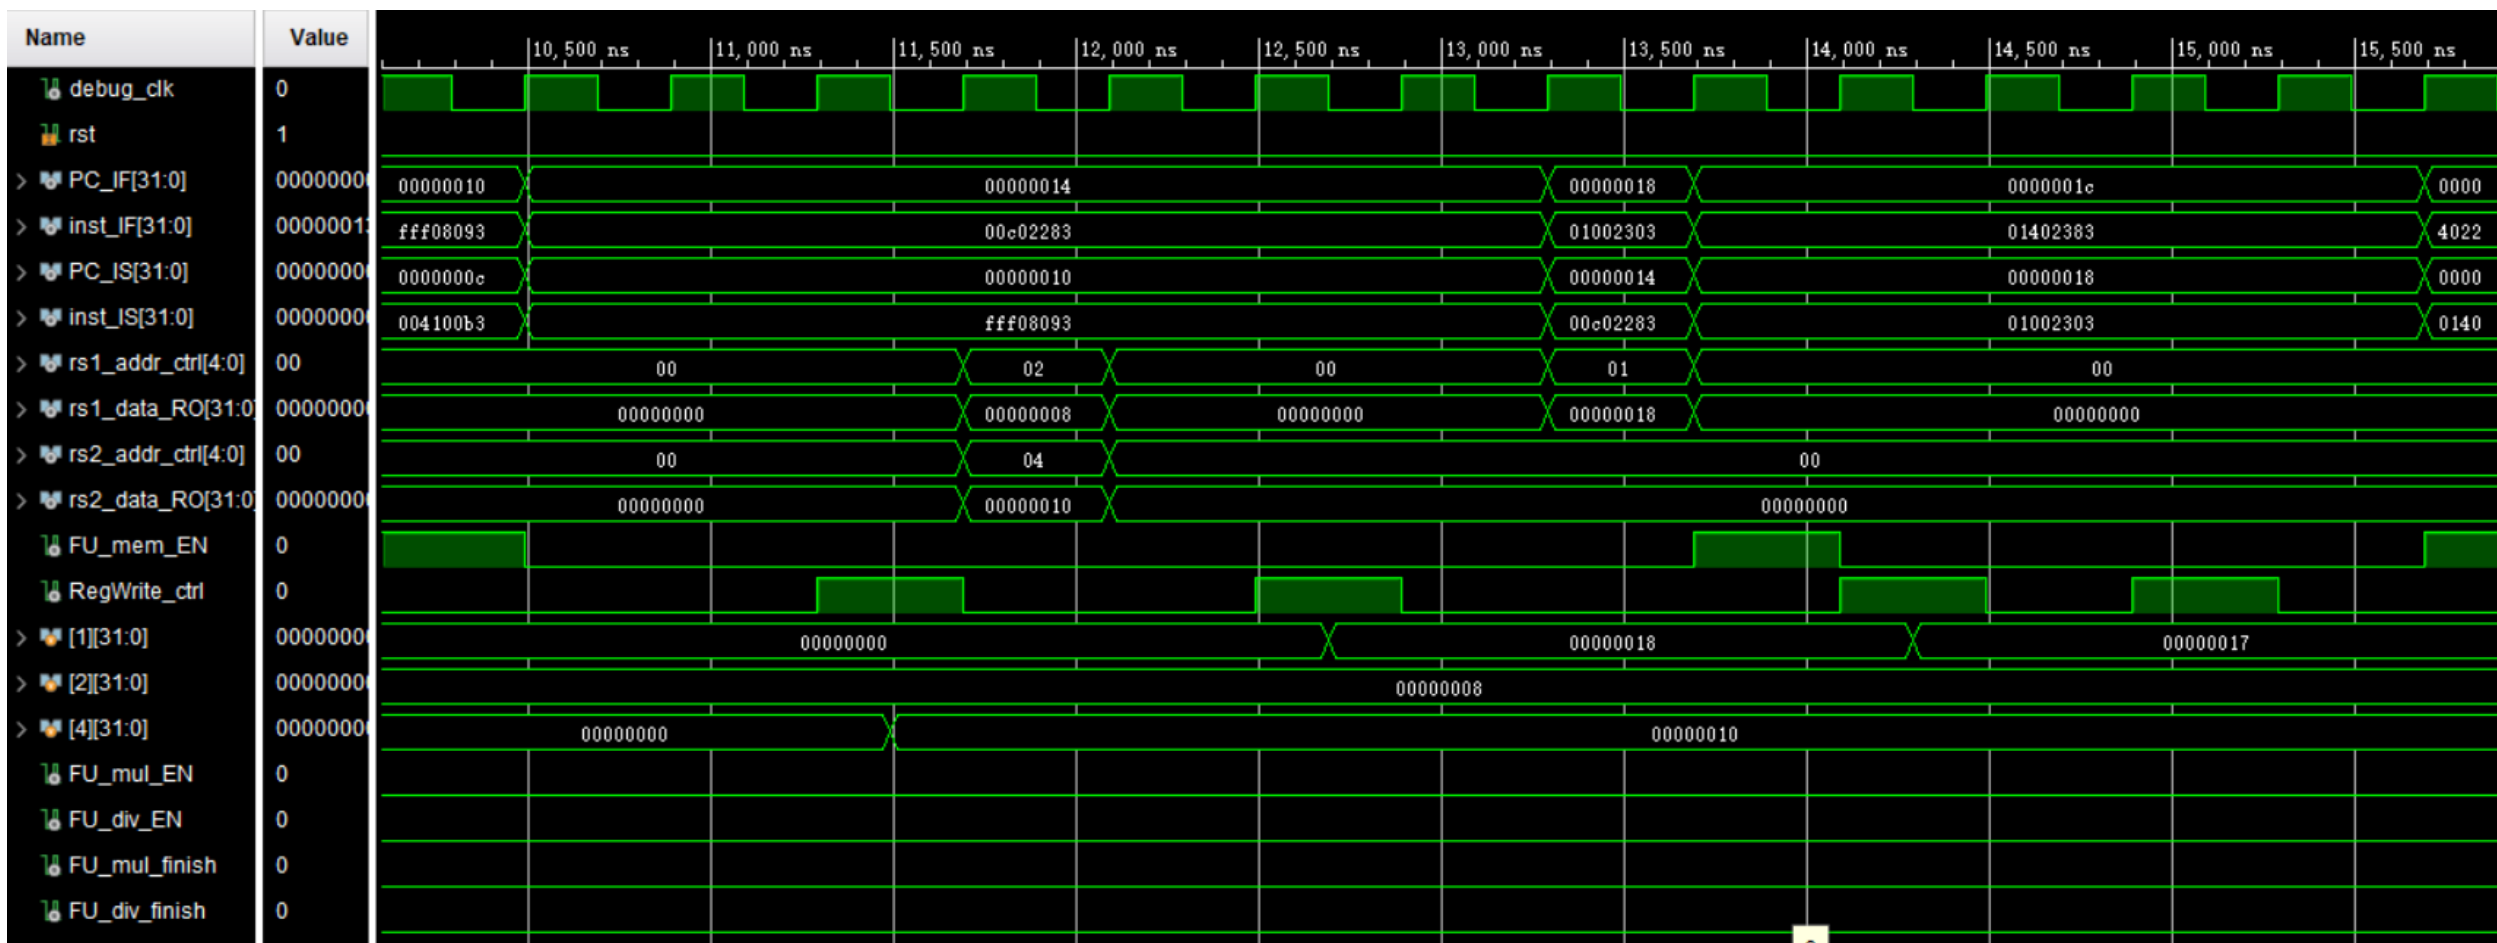 Name Value 10,500 ns 11,000 ns 11,500 ns 12,000 ns 12,500 ns 13,000 ns 13,500 ns 14,000 ns 14,500 ns 15,000 ns 15,500 ns
debug_clk 0
rst 1
PC_IF[31:0] 00000000 00000010 00000014 00000018 0000001c 0000
inst_IF[31:0] 00000013 fff08093 00c02283 01002303 01402383 4022
PC_IS[31:0] 00000000 0000000c 00000010 00000014 00000018 0000
inst_IS[31:0] 00000000 004100b3 fff08093 00c02283 01002303 0140
rs1_addr_ctrl[4:0] 00 00 02 00 01 00
rs1_data_RO[31:0] 00000000 00000000 00000008 00000000 00000018 00000000
rs2_addr_ctrl[4:0] 00 00 04 00
rs2_data_RO[31:0] 00000000 00000000 00000010 00000000
FU_mem_EN 0
RegWrite_ctrl 0
[1][31:0] 00000000 00000000 00000018 00000017
[2][31:0] 00000000 00000008
[4][31:0] 00000000 00000000 00000010
FU_mul_EN 0
FU_div_EN 0
FU_mul_finish 0
FU_div_finish 0